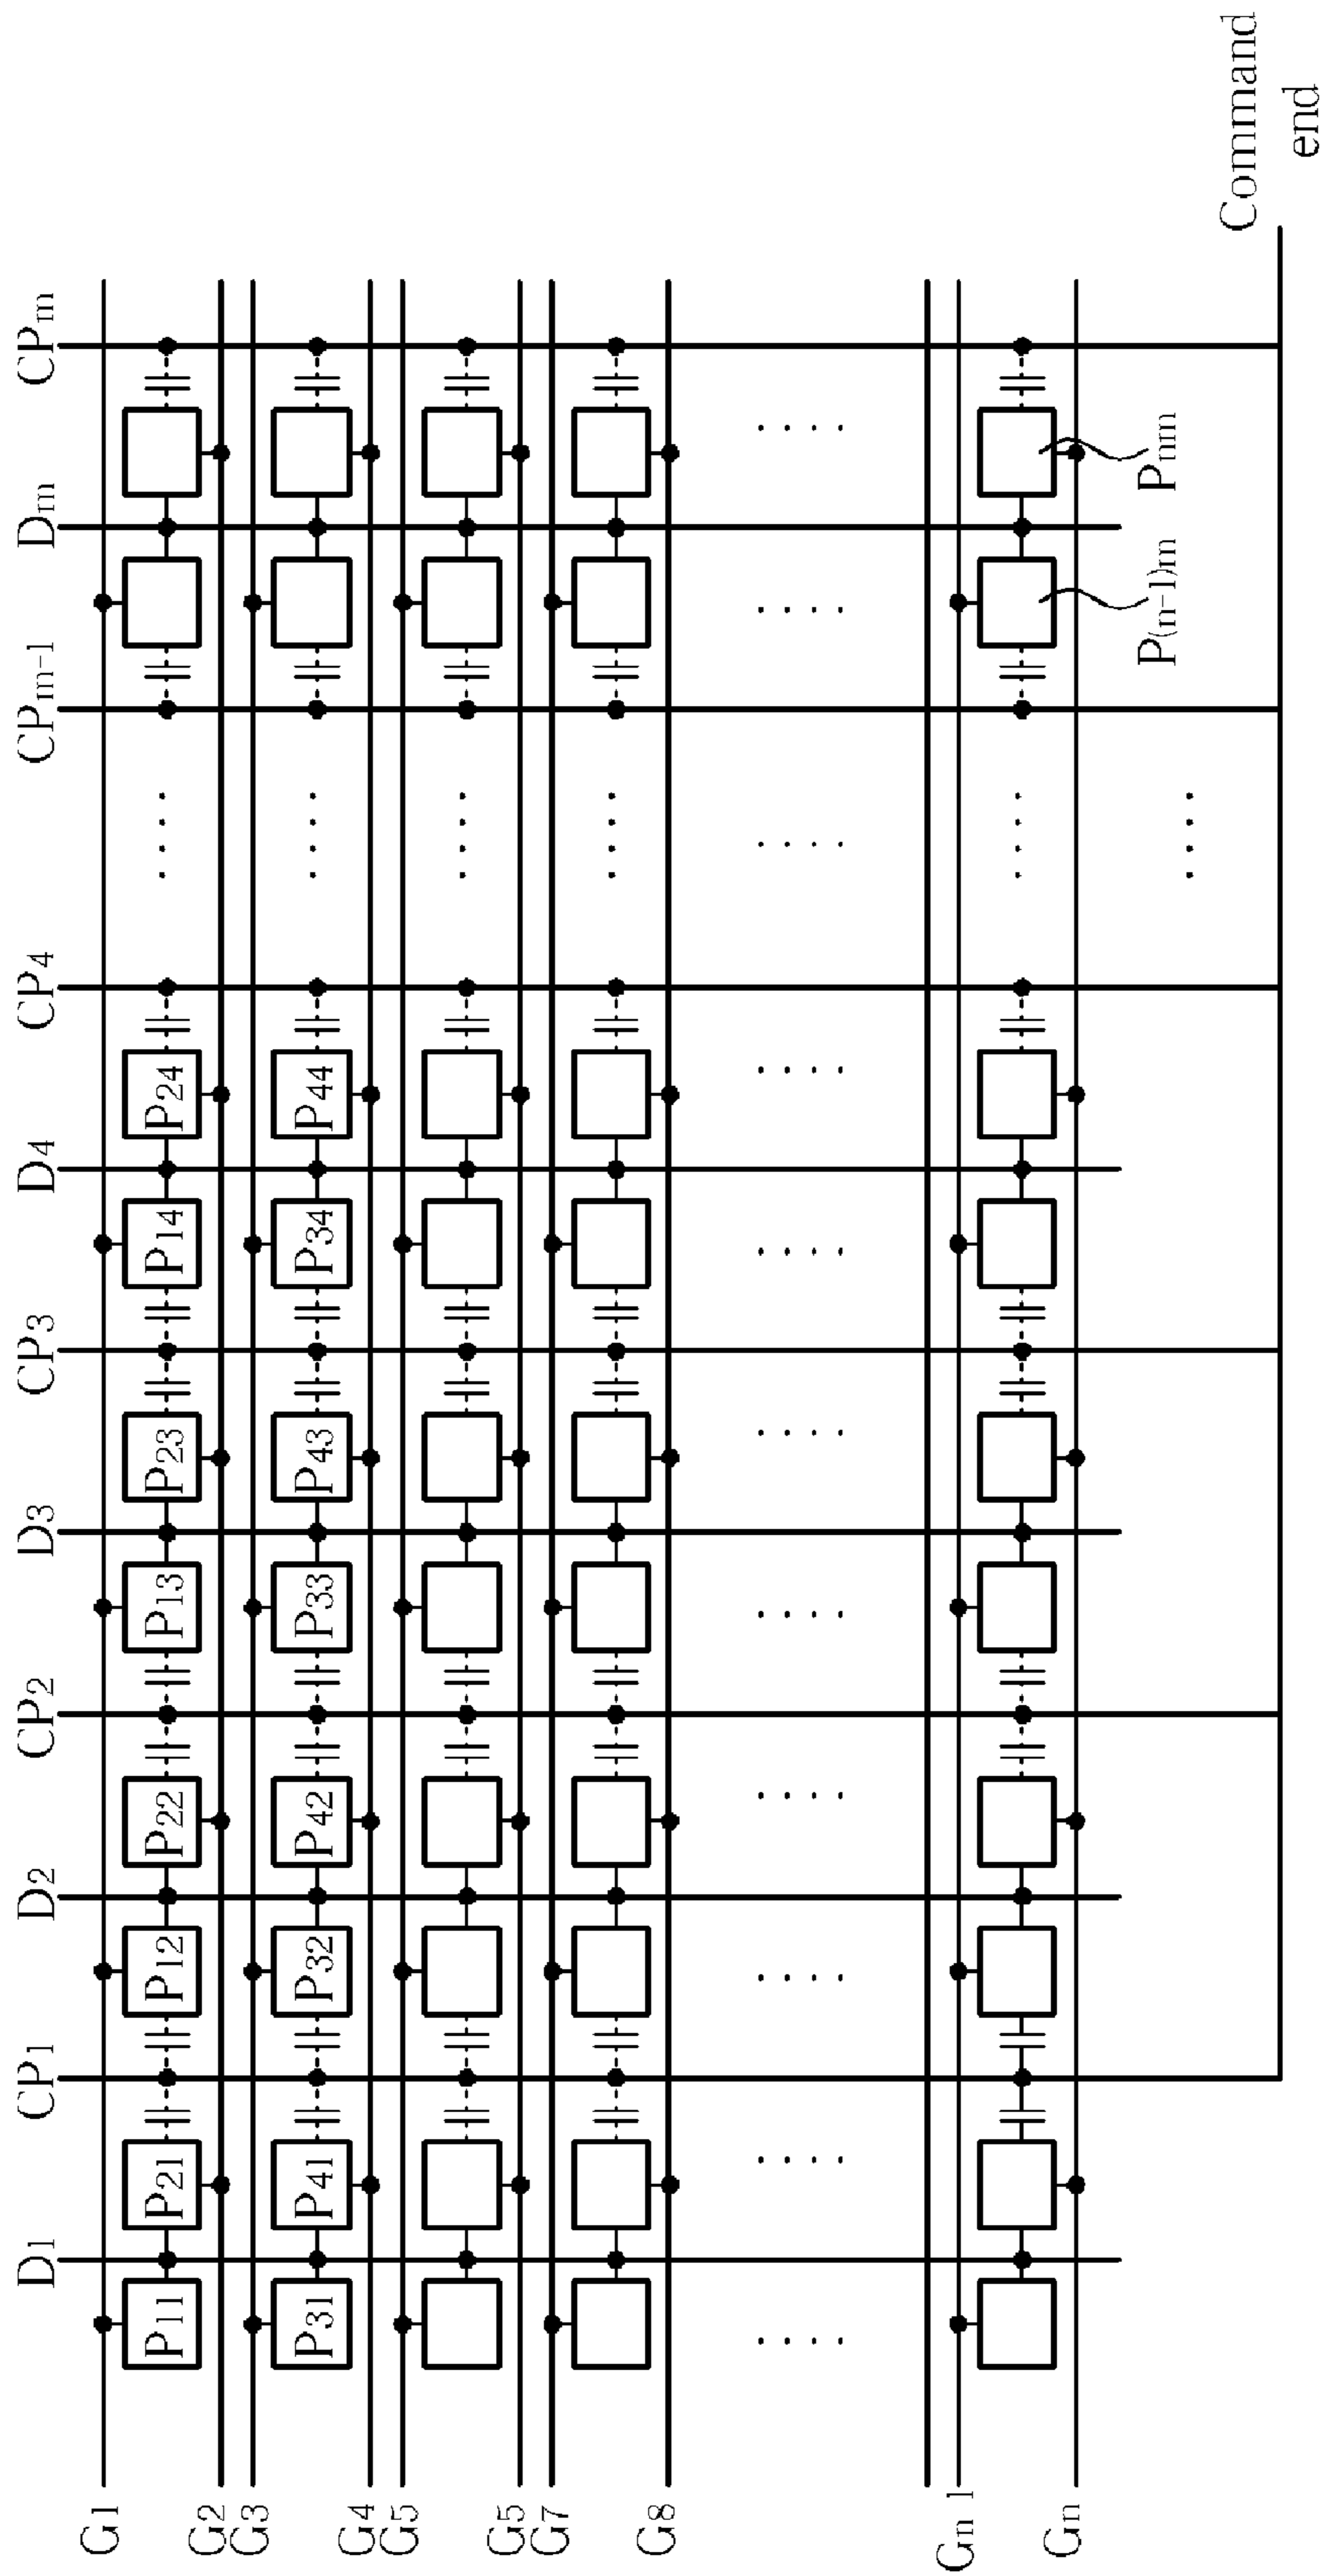 D1 CP1 D2 CP2 D3 CP3 D4 CP4 CPm-1 Dm CPm
G1
P11 P21 P12 P22 P13 P23 P14 P24
G2
G3
P31 P41 P32 P42 P33 P43 P34 P44
G4
G5
G5
G7
G8
Gn 1
Gn
P(n-1)m Pnm
Command
end